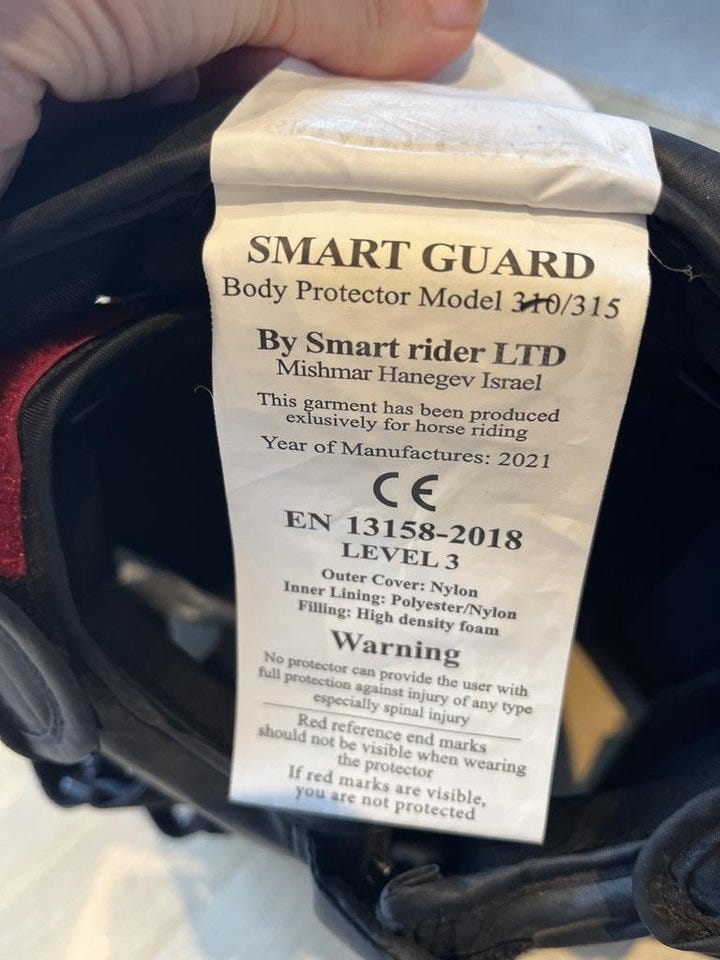 SMART GUARD
Body Protector Model 310/315
By Smart rider LTD
Mishmar Hanegev Israel
This garment has been produced
exlusively for horse riding
Year of Manufactures: 2021
CE
EN 13158-2018
LEVEL 3
Outer Cover: Nylon
Inner Lining: Polyester/Nylon
Filling: High density foam
Warning
No protector can provide the user with
full protection against injury of any type
especially spinal injury
Red reference end marks
should not be visible when wearing
the protector
If red marks are visible,
you are not protected